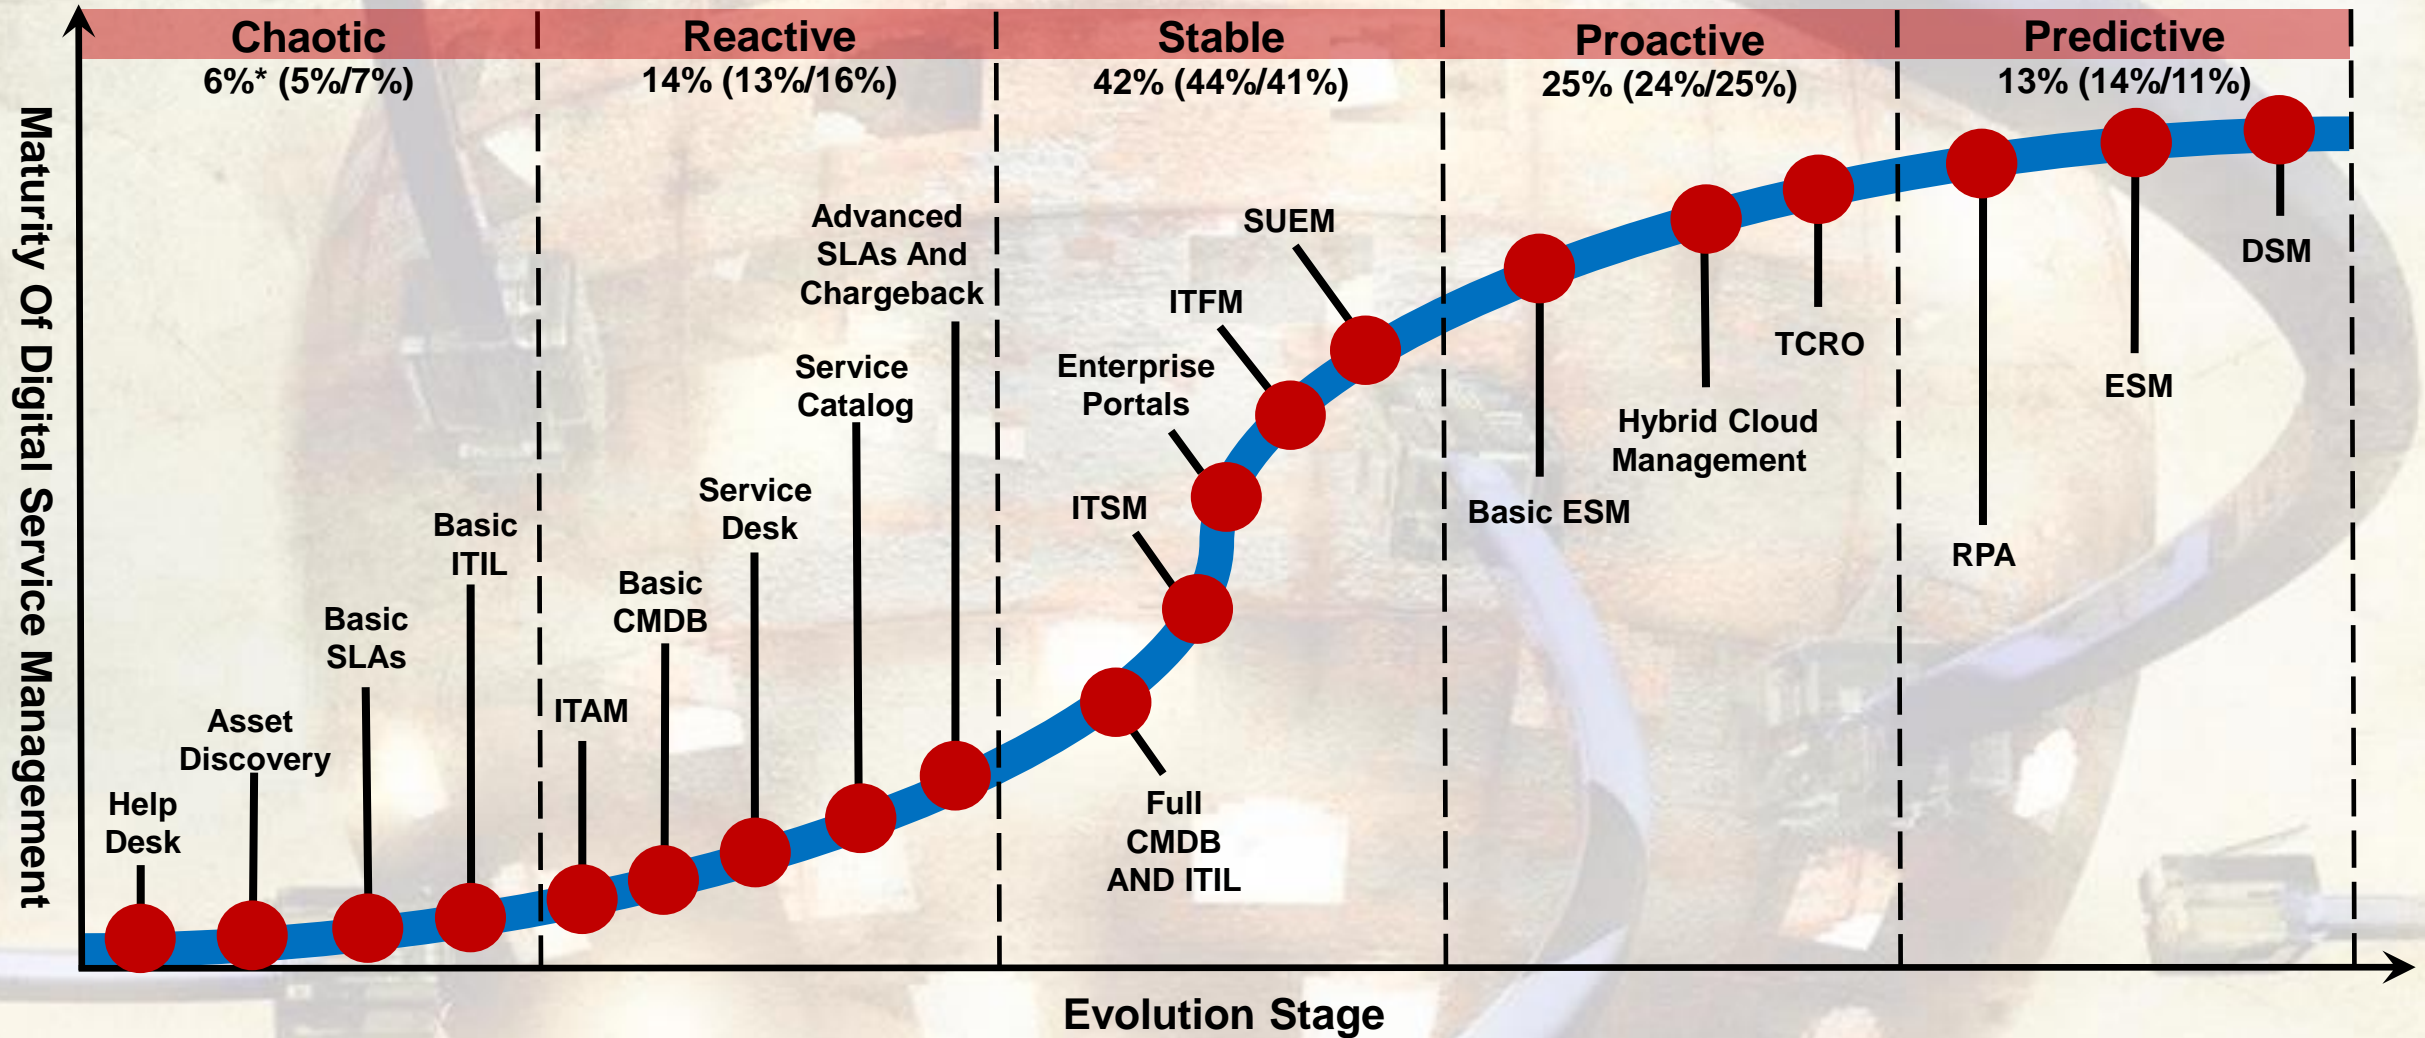 Chaotic
6%* (5%/7%)
Reactive
14% (13%/16%)
Stable
42% (44%/41%)
Proactive
25% (24%/25%)
Predictive
13% (14%/11%)
Maturity Of Digital Service Management
Help
Desk
Asset
Discovery
Basic
SLAs
Basic
ITIL
ITAM
Basic
CMDB
Service
Desk
Service
Catalog
Advanced
SLAs And
Chargeback
Full
CMDB
AND ITIL
ITSM
Enterprise
Portals
ITFM
SUEM
Basic ESM
Hybrid Cloud
Management
TCRO
RPA
ESM
DSM
Evolution Stage